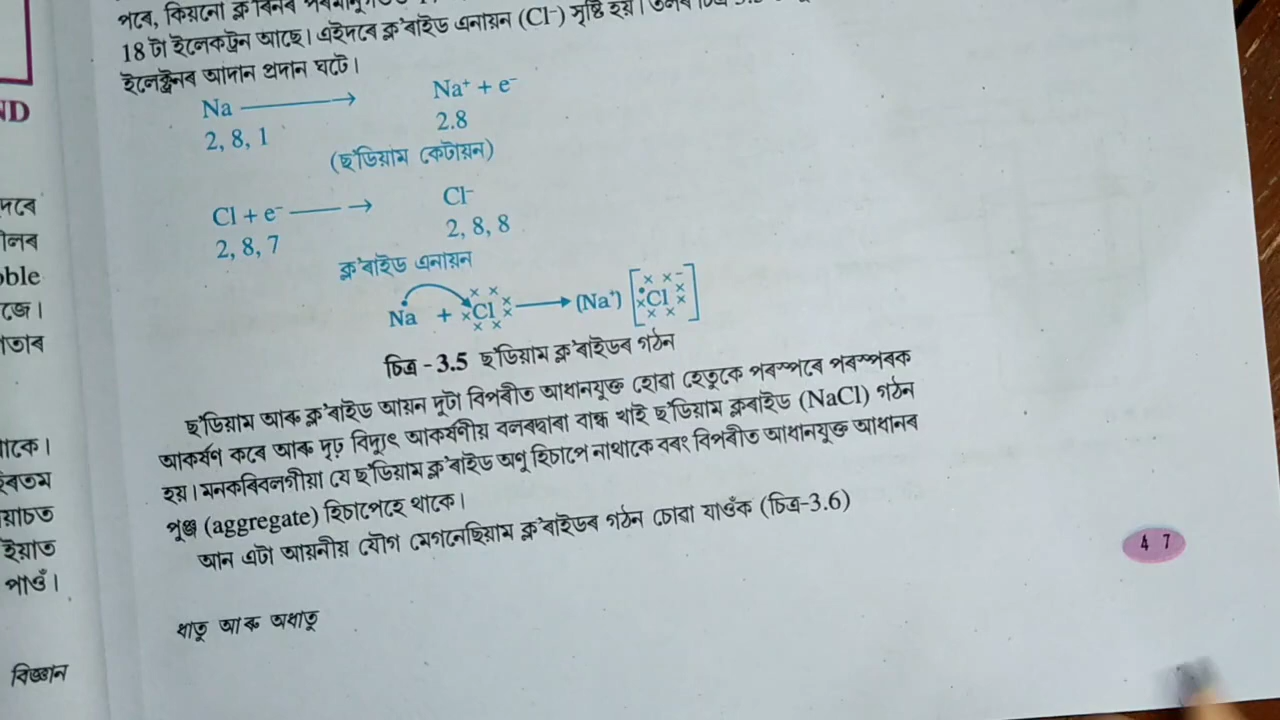 পৰে, কিয়নো ক্ল'ৰিনৰ
18 টা ইলেকট্ৰন আছে। এইদৰে ক্ল'ৰাইড এনায়ন (Cl⁻) সৃষ্টি হয়।
ইলেক্ট্ৰনৰ আদান প্ৰদান ঘটে।
Na ⟶ Na⁺ + e⁻
2, 8, 1 2.8
(ছ'ডিয়াম কেটায়ন)
Cl + e⁻ ⟶ Cl⁻
2, 8, 7 2, 8, 8
ক্ল'ৰাইড এনায়ন
Na + Cl ⟶ (Na⁺) [Cl]⁻
চিত্ৰ - 3.5 ছ'ডিয়াম ক্ল'ৰাইডৰ গঠন
ছ'ডিয়াম আৰু ক্ল'ৰাইড আয়ন দুটা বিপৰীত আধানযুক্ত হোৱা হেতুকে পৰস্পৰে পৰস্পৰক
আকৰ্ষণ কৰে আৰু দৃঢ় বিদ্যুৎ আকৰ্ষণীয় বলৰদ্বাৰা বান্ধ খাই ছ'ডিয়াম ক্লৰাইড (NaCl) গঠন
হয়। মনকৰিবলগীয়া যে ছ'ডিয়াম ক্ল'ৰাইড অণু হিচাপে নাথাকে বৰং বিপৰীত আধানযুক্ত আধানৰ
পুঞ্জ (aggregate) হিচাপেহে থাকে।
আন এটা আয়নীয় যৌগ মেগনেছিয়াম ক্ল'ৰাইডৰ গঠন চোৱা যাওঁক (চিত্ৰ-3.6)
47
ধাতু আৰু অধাতু
ND
oble
থাকে।
পাওঁ।
বিজ্ঞান